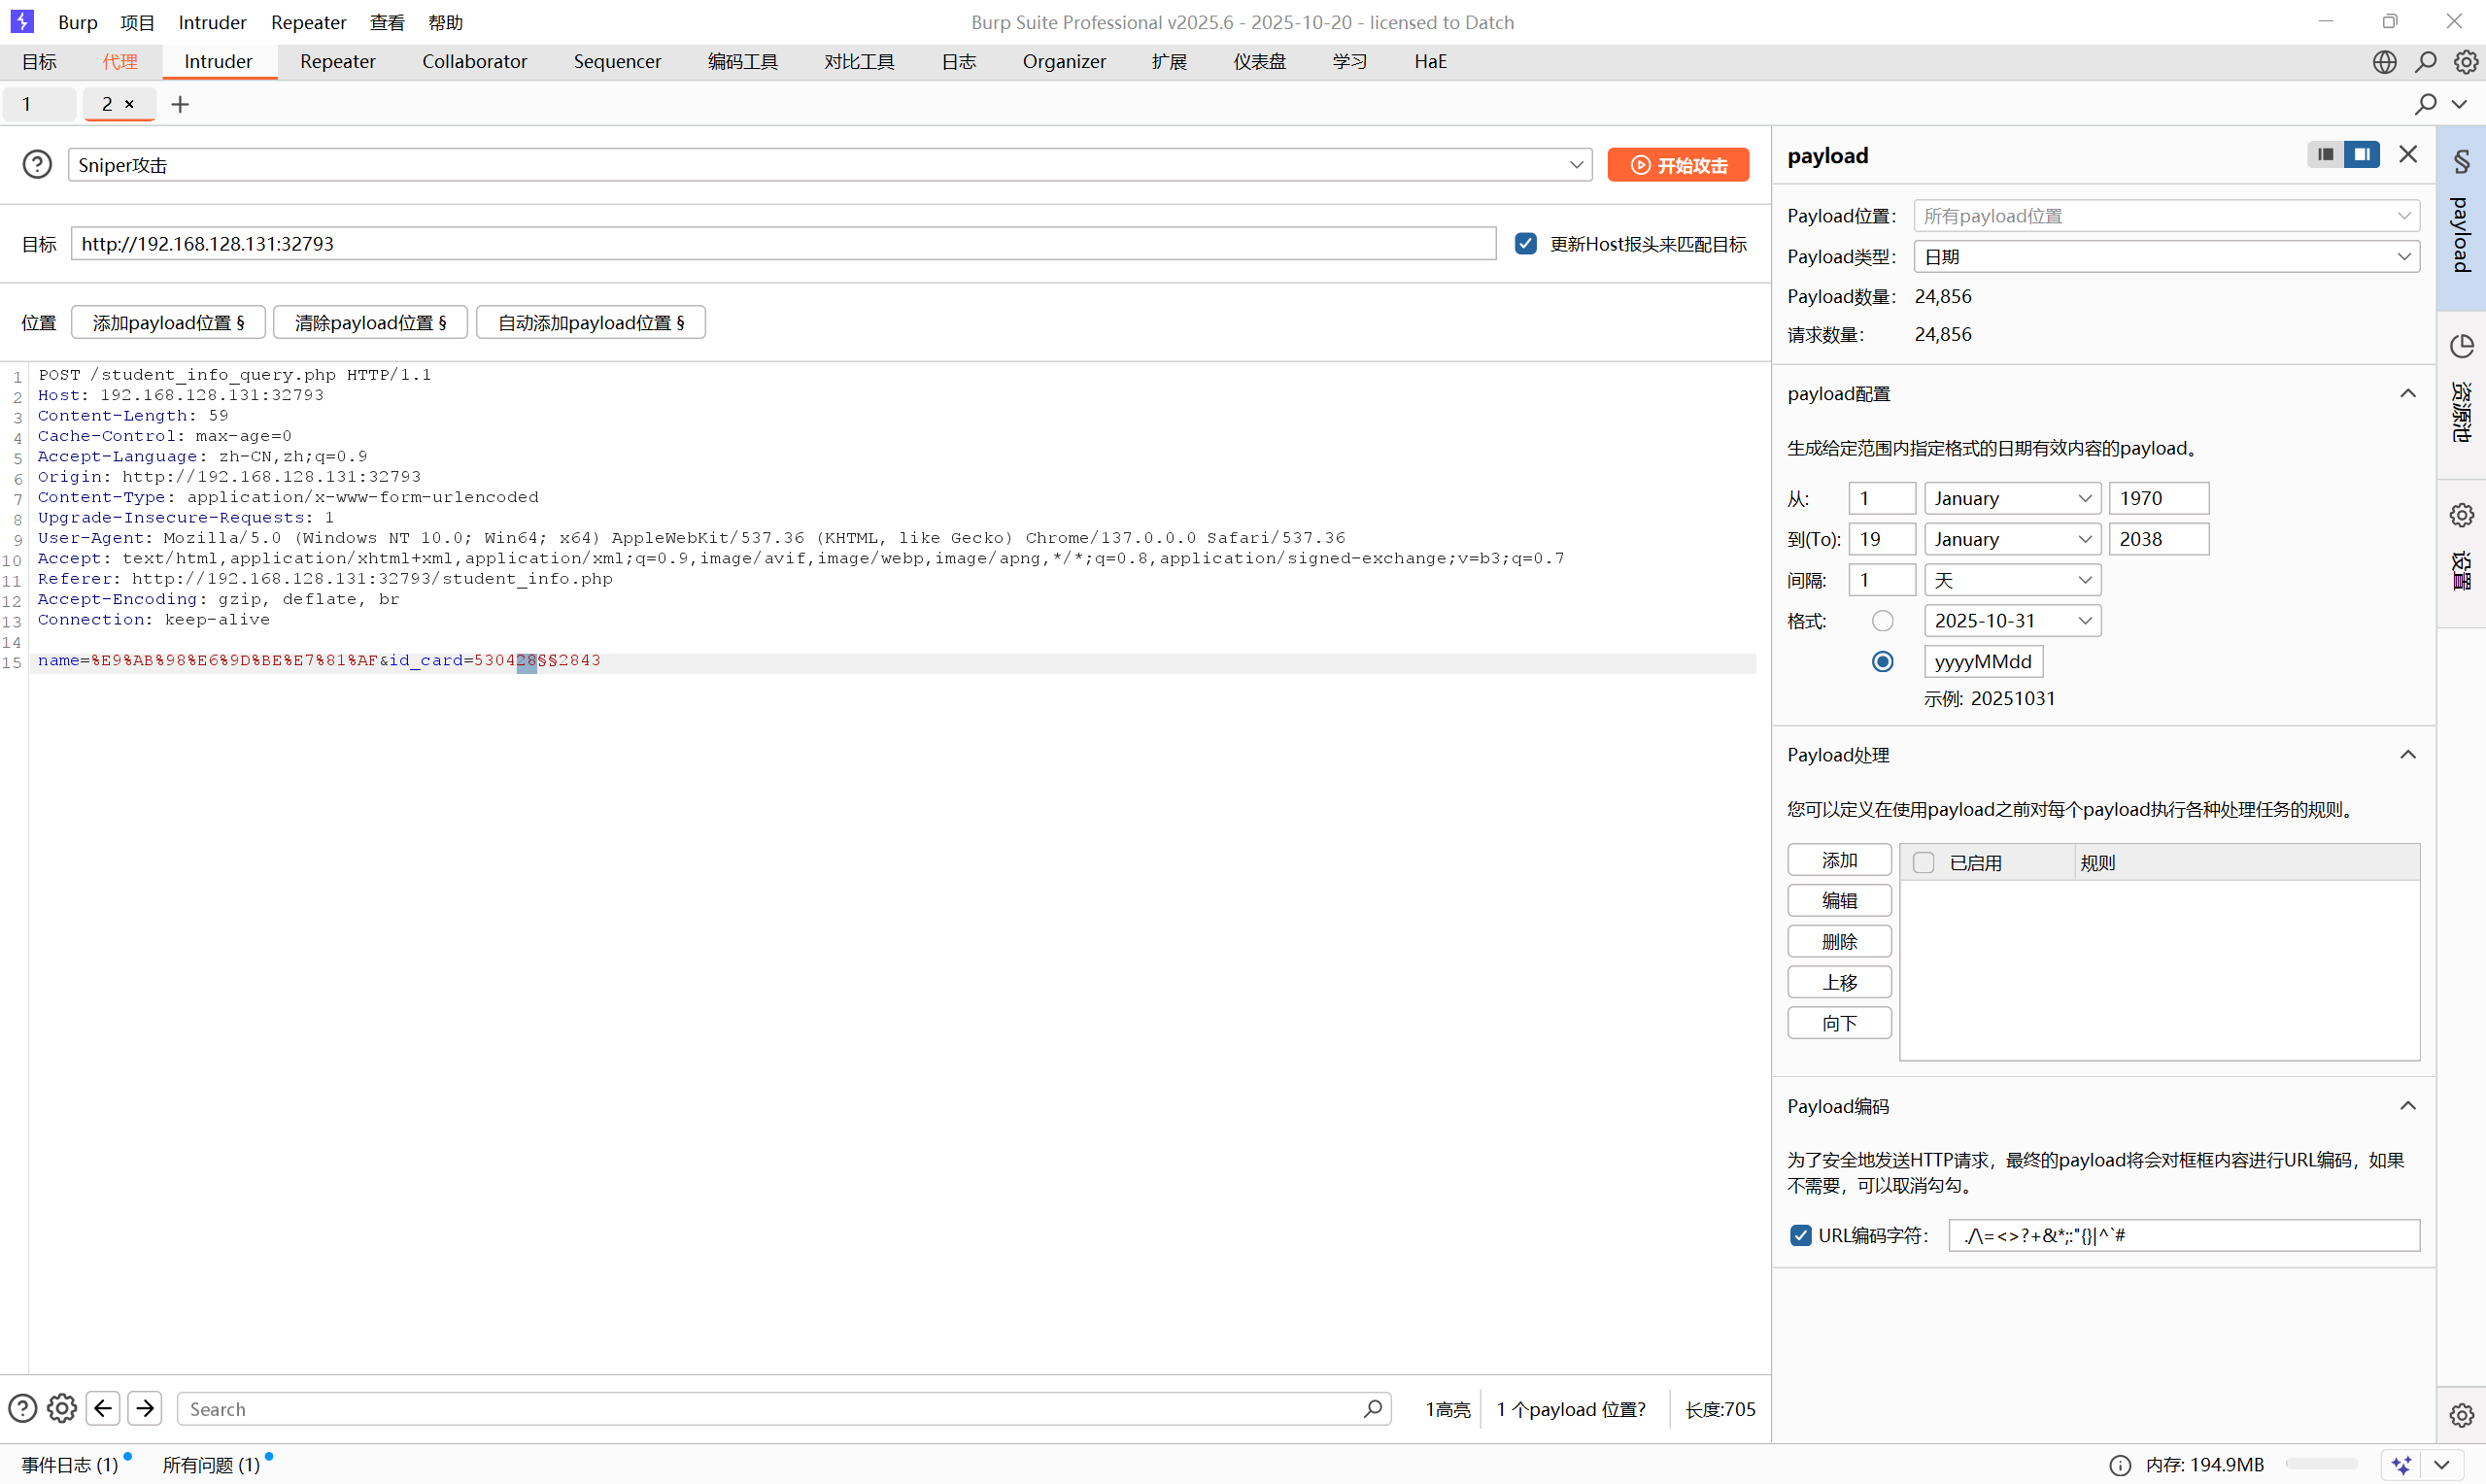 Burp 项目 Intruder Repeater 查看 帮助 Burp Suite Professional v2025.6 - 2025-10-20 - licensed to Datch
目标 代理 Intruder Repeater Collaborator Sequencer 编码工具 对比工具 日志 Organizer 扩展 仪表盘 学习 HaE
1 2 × +
Sniper攻击 开始攻击
目标 http://192.168.128.131:32793 更新Host报头来匹配目标
位置 添加payload位置 § 清除payload位置 § 自动添加payload位置 §
1 POST /student_info_query.php HTTP/1.1
2 Host: 192.168.128.131:32793
3 Content-Length: 59
4 Cache-Control: max-age=0
5 Accept-Language: zh-CN,zh;q=0.9
6 Origin: http://192.168.128.131:32793
7 Content-Type: application/x-www-form-urlencoded
8 Upgrade-Insecure-Requests: 1
9 User-Agent: Mozilla/5.0 (Windows NT 10.0; Win64; x64) AppleWebKit/537.36 (KHTML, like Gecko) Chrome/137.0.0.0 Safari/537.36
10 Accept: text/html,application/xhtml+xml,application/xml;q=0.9,image/avif,image/webp,image/apng,*/*;q=0.8,application/signed-exchange;v=b3;q=0.7
11 Referer: http://192.168.128.131:32793/student_info.php
12 Accept-Encoding: gzip, deflate, br
13 Connection: keep-alive
14
15 name=%E9%AB%98%E6%9D%BE%E7%81%AF&id_card=530428§§2843
Search 1高亮 1 个payload 位置? 长度:705
payload
Payload位置: 所有payload位置
Payload类型: 日期
Payload数量: 24,856
请求数量: 24,856
payload配置
生成给定范围内指定格式的日期有效内容的payload。
从: 1 January 1970
到(To): 19 January 2038
间隔: 1 天
格式: 2025-10-31
yyyyMMdd
示例: 20251031
Payload处理
您可以定义在使用payload之前对每个payload执行各种处理任务的规则。
添加 已启用 规则
编辑
删除
上移
向下
Payload编码
为了安全地发送HTTP请求，最终的payload将会对框框内容进行URL编码，如果
不需要，可以取消勾勾。
URL编码字符: ./\=<>?+&*;:"{}|^`#
§ payload
资源池
设置
事件日志 (1) 所有问题 (1) 内存: 194.9MB